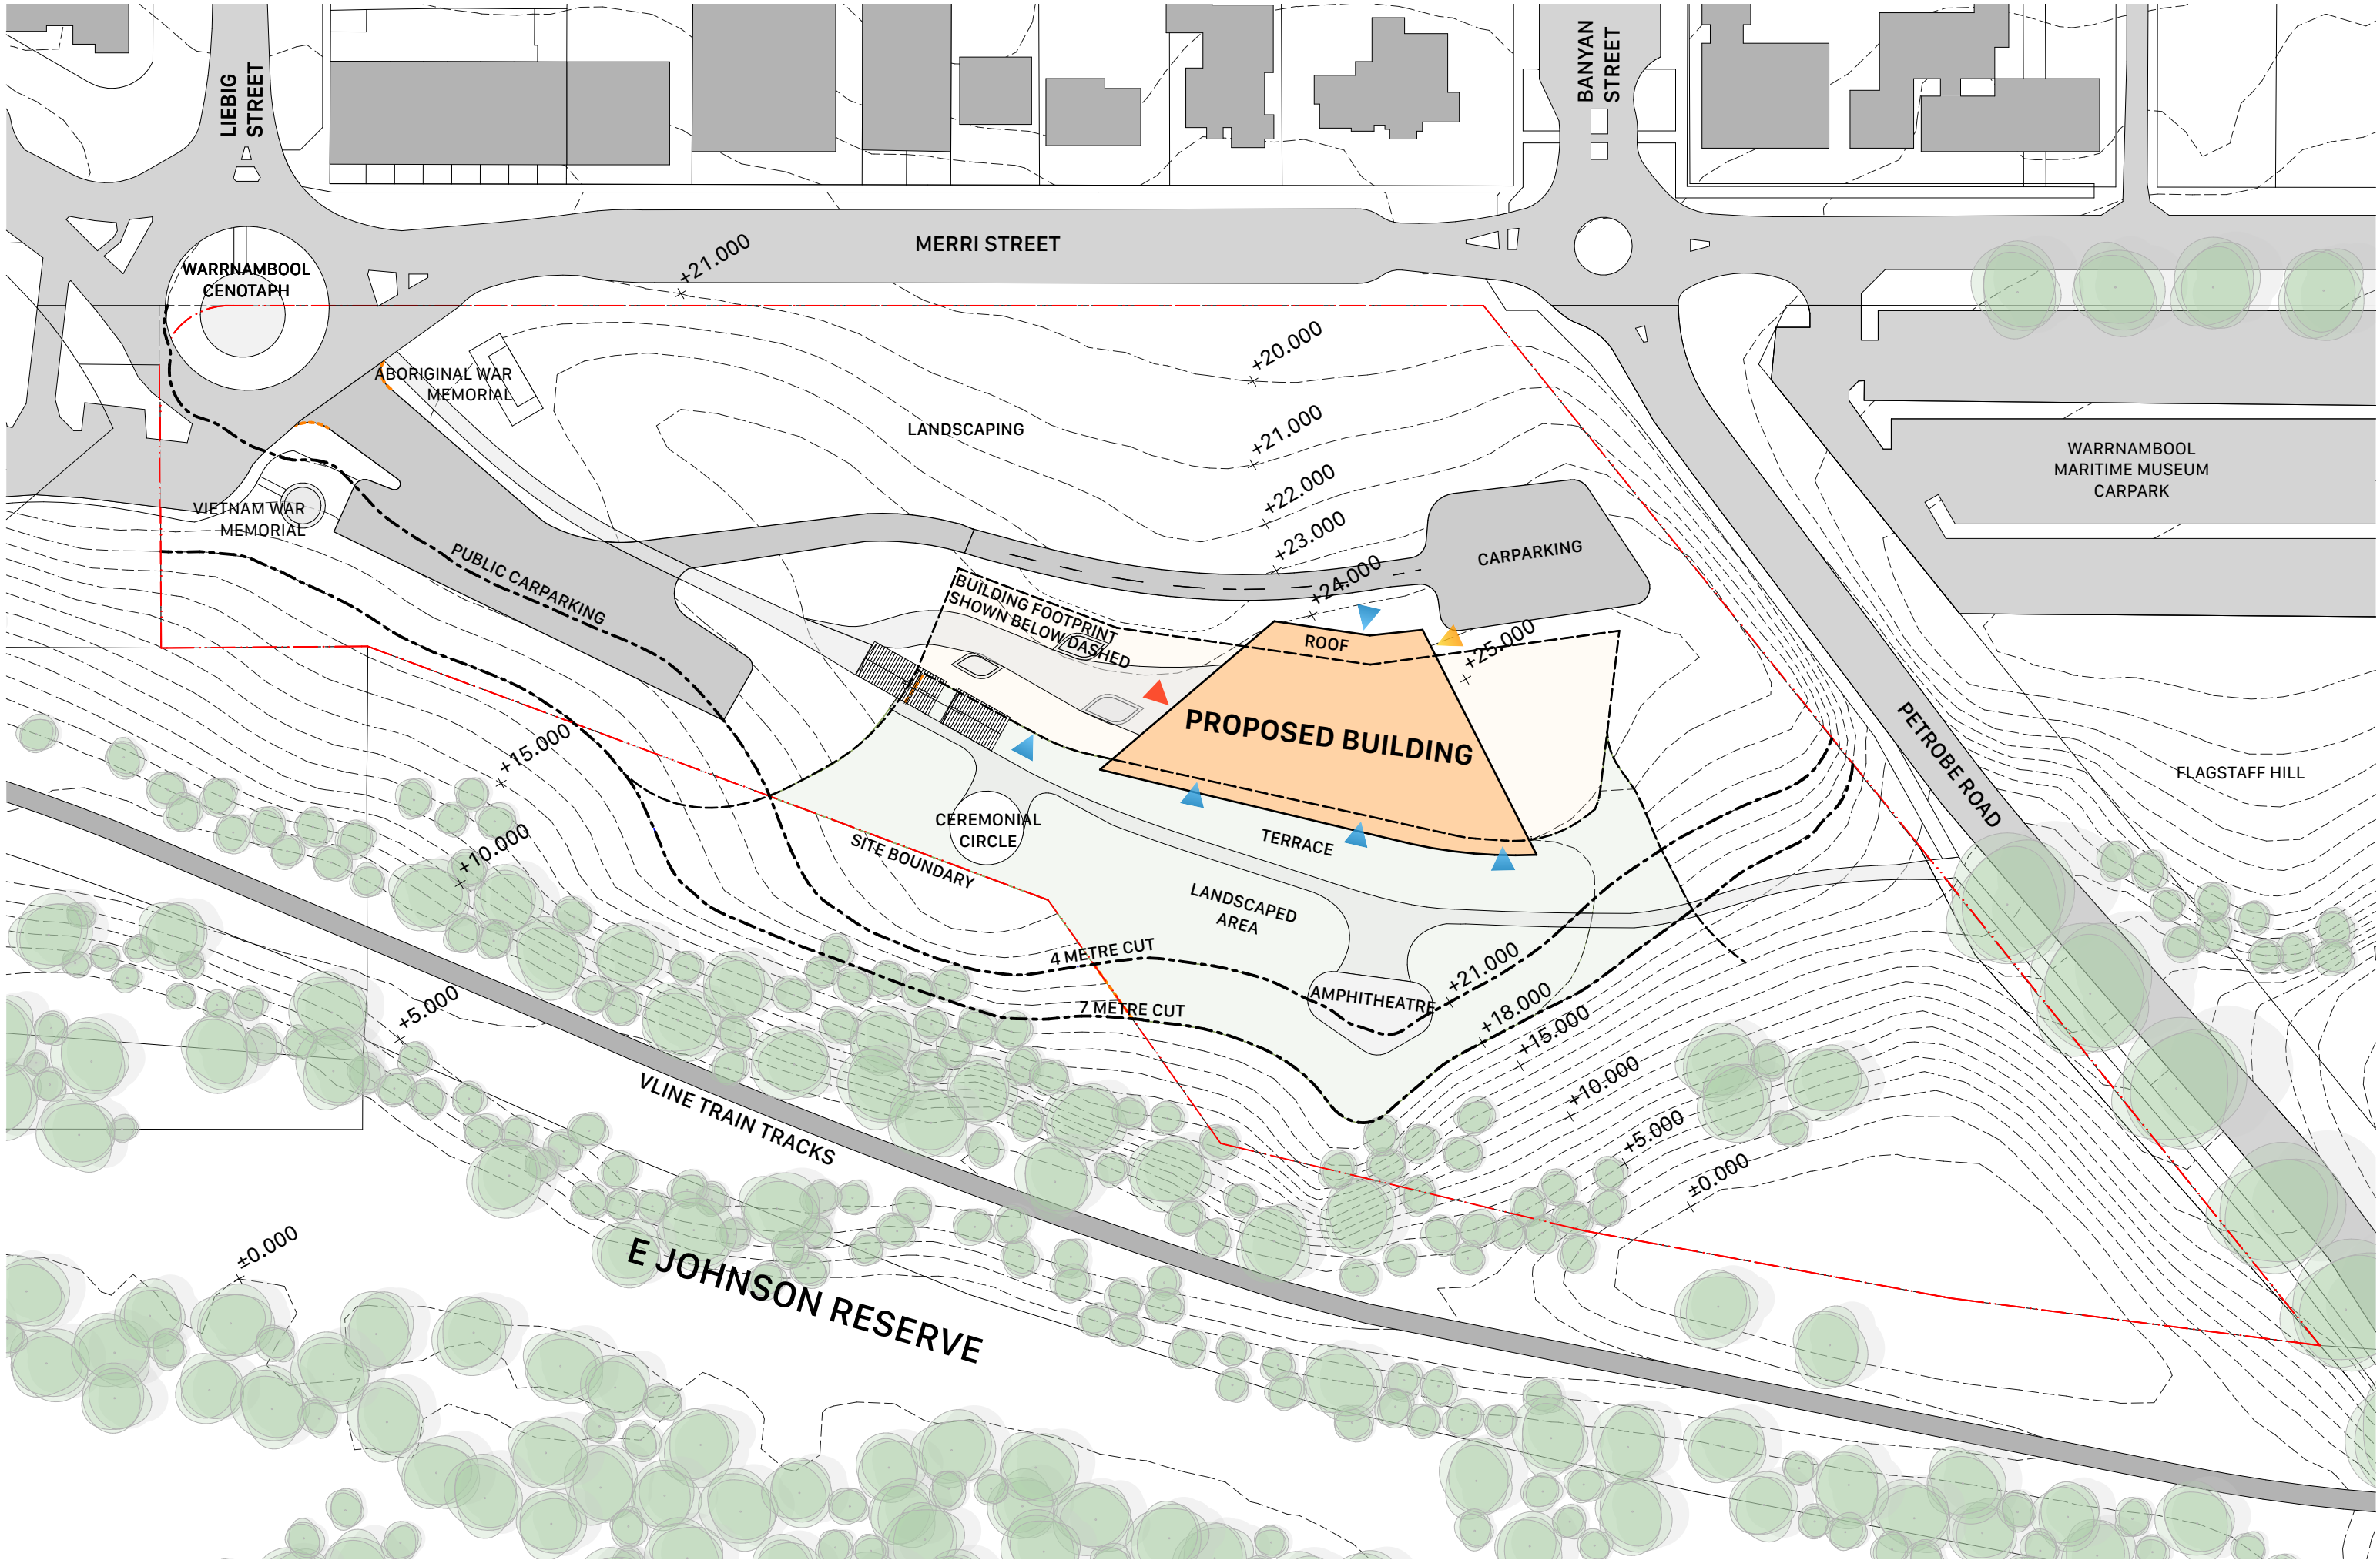 LIEBIG
STREET
BANYAN
STREET
MERRI STREET
+21.000
WARRNAMBOOL
CENOTAPH
+20.000
ABORIGINAL WAR
MEMORIAL
LANDSCAPING
+21.000
WARRNAMBOOL
MARITIME MUSEUM
CARPARK
+22.000
VIETNAM WAR
MEMORIAL
+23.000
PUBLIC CARPARKING
CARPARKING
+24.000
BUILDING FOOTPRINT
SHOWN BELOW DASHED
ROOF
+25.000
PROPOSED BUILDING
PETROBE ROAD
+15.000
FLAGSTAFF HILL
CEREMONIAL
CIRCLE
TERRACE
+10.000
SITE BOUNDARY
LANDSCAPED
AREA
4 METRE CUT
+21.000
AMPHITHEATRE
7 METRE CUT
+5.000
+18.000
+15.000
VLINE TRAIN TRACKS
+10.000
+5.000
±0.000
±0.000
E JOHNSON RESERVE